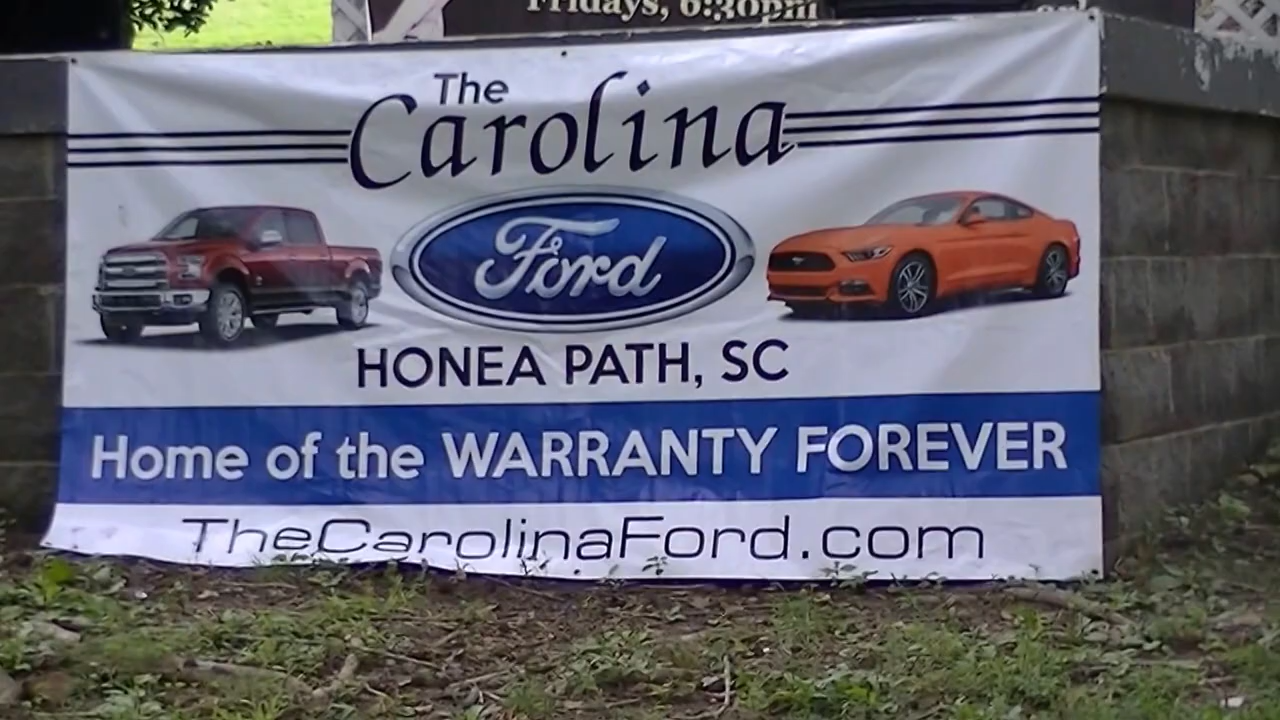 Fridays, 6:30pm
The
Carolina
Ford
HONEA PATH, SC
Home of the WARRANTY FOREVER
TheCarolinaFord.com